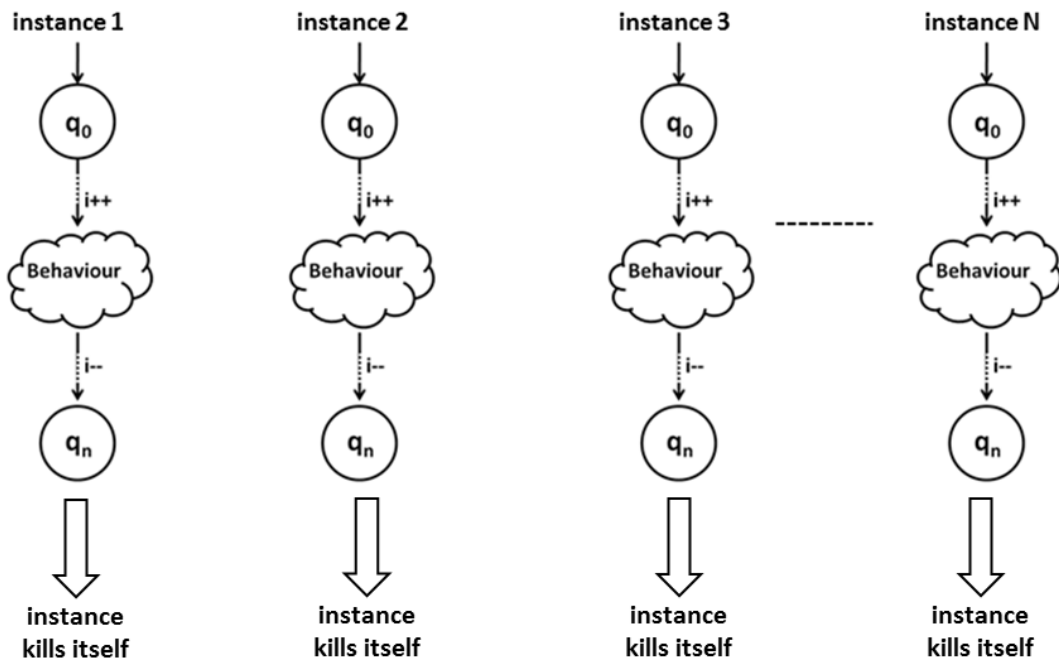 instance 1 instance 2 instance 3 instance N
q0 q0 q0 q0
i++ i++ i++ i++
Behaviour Behaviour Behaviour Behaviour
i-- i-- i-- i--
qn qn qn qn
instance instance instance instance
kills itself kills itself kills itself kills itself